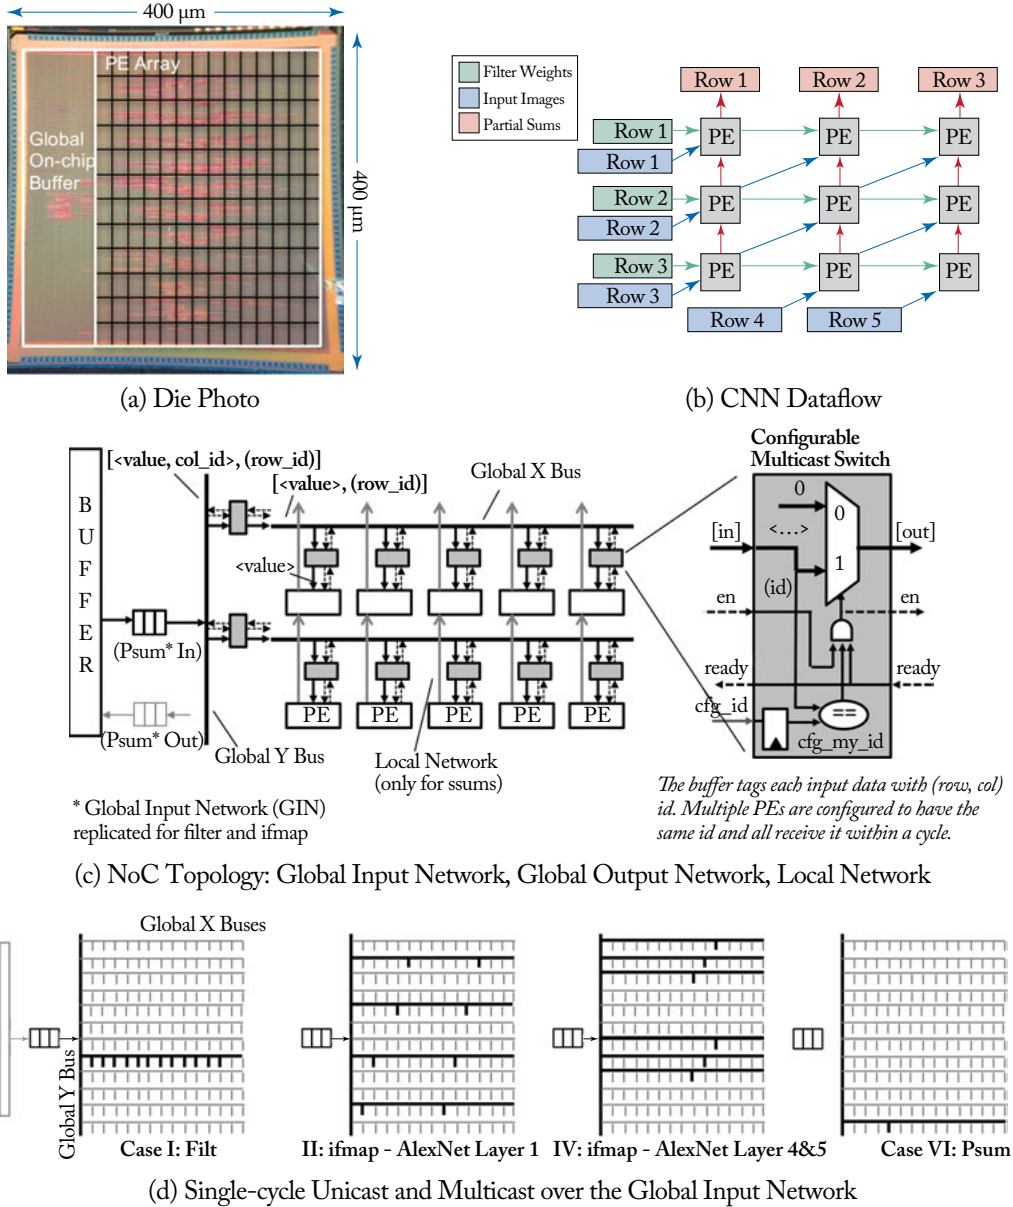 400 µm
PE Array
Global
On-chip
Buffer
400 µm
(a) Die Photo
Filter Weights
Input Images
Partial Sums
Row 1
Row 2
Row 3
Row 1
PE
PE
PE
Row 1
Row 2
PE
PE
PE
Row 2
Row 3
PE
PE
PE
Row 3
Row 4
Row 5
(b) CNN Dataflow
BUFFER
[<value, col_id>, (row_id)]
[<value>, (row_id)]
Global X Bus
<value>
(Psum* In)
(Psum* Out)
PE
PE
PE
PE
PE
Global Y Bus
Local Network
(only for ssums)
* Global Input Network (GIN)
replicated for filter and ifmap
Configurable
Multicast Switch
0
0
<...>
[in]
[out]
1
(id)
en
en
ready
ready
cfg_id
==
cfg_my_id
The buffer tags each input data with (row, col)
id. Multiple PEs are configured to have the
same id and all receive it within a cycle.
(c) NoC Topology: Global Input Network, Global Output Network, Local Network
Global X Buses
Global Y Bus
Case I: Filt
II: ifmap - AlexNet Layer 1
IV: ifmap - AlexNet Layer 4&5
Case VI: Psum
(d) Single-cycle Unicast and Multicast over the Global Input Network